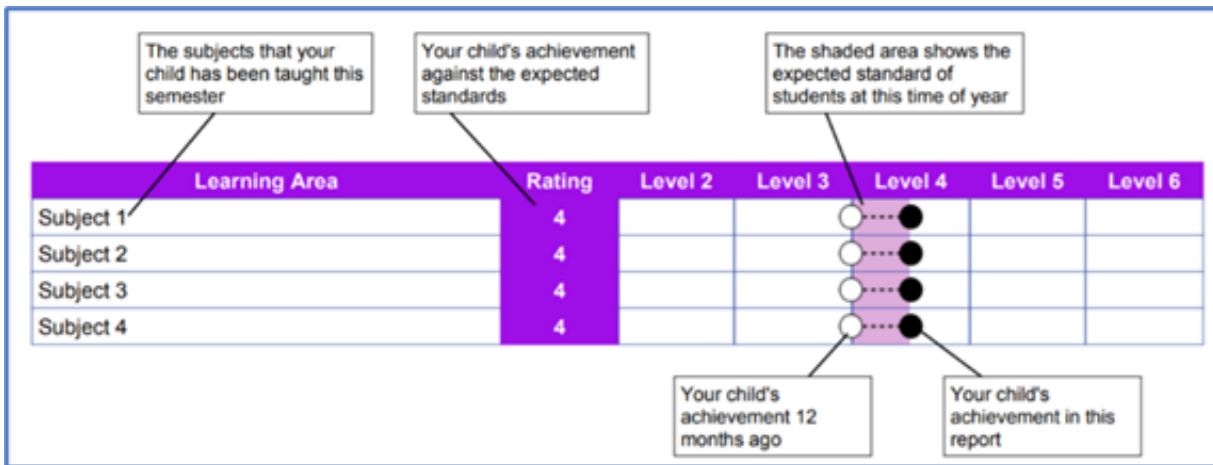 The subjects that your
child has been taught this
semester
Your child's achievement
against the expected
standards
The shaded area shows the
expected standard of
students at this time of year
Learning Area Rating Level 2 Level 3 Level 4 Level 5 Level 6
Subject 1 4
Subject 2 4
Subject 3 4
Subject 4 4
Your child's
achievement 12
months ago
Your child's
achievement in this
report